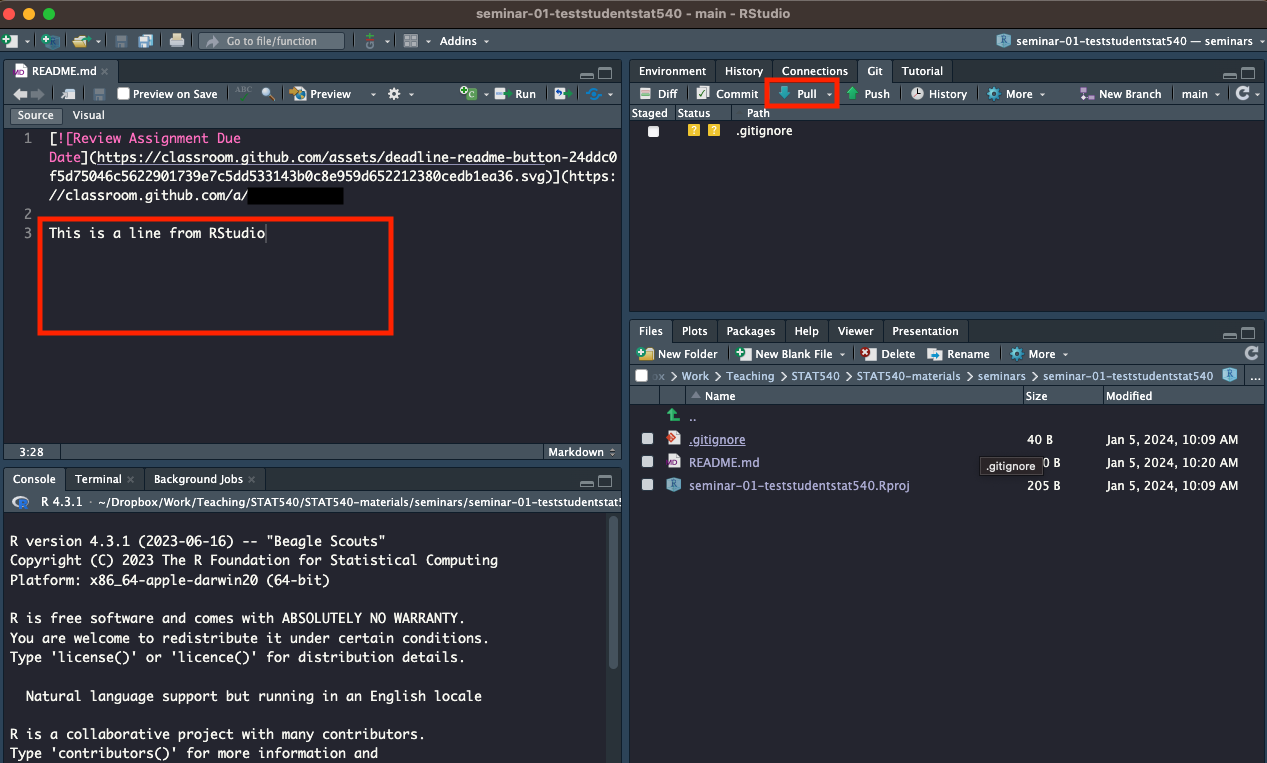 seminar-01-teststudentstat540 - main - RStudio
Go to file/function
Addins
seminar-01-teststudentstat540 — seminars
README.md
Preview on Save
ABC
Preview
Run
Source
Visual
1 [![Review Assignment Due
Date](https://classroom.github.com/assets/deadline-readme-button-24ddc0
f5d75046c5622901739e7c5dd533143b0c8e959d652212380cedb1ea36.svg)](https:
//classroom.github.com/a/
2
3 This is a line from RStudio
3:28
Markdown
Console
Terminal
Background Jobs
R 4.3.1 · ~/Dropbox/Work/Teaching/STAT540/STAT540-materials/seminars/seminar-01-teststudentstat5
R version 4.3.1 (2023-06-16) -- "Beagle Scouts"
Copyright (C) 2023 The R Foundation for Statistical Computing
Platform: x86_64-apple-darwin20 (64-bit)
R is free software and comes with ABSOLUTELY NO WARRANTY.
You are welcome to redistribute it under certain conditions.
Type 'license()' or 'licence()' for distribution details.
Natural language support but running in an English locale
R is a collaborative project with many contributors.
Type 'contributors()' for more information and
Environment
History
Connections
Git
Tutorial
Diff
Commit
Pull
Push
History
More
New Branch
main
Staged
Status
Path
? ? .gitignore
Files
Plots
Packages
Help
Viewer
Presentation
New Folder
New Blank File
Delete
Rename
More
ox > Work > Teaching > STAT540 > STAT540-materials > seminars > seminar-01-teststudentstat540
...
Name
Size
Modified
..
.gitignore 40 B Jan 5, 2024, 10:09 AM
README.md 0 B Jan 5, 2024, 10:20 AM
.gitignore
seminar-01-teststudentstat540.Rproj 205 B Jan 5, 2024, 10:09 AM